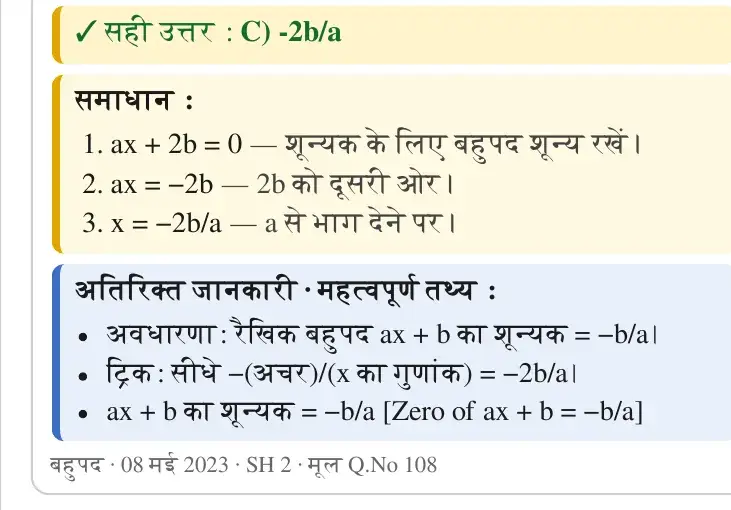 ✓ सही उत्तर : C) -2b/a
समाधान :
1. ax + 2b = 0 — शून्यक के लिए बहुपद शून्य रखें।
2. ax = −2b — 2b को दूसरी ओर।
3. x = −2b/a — a से भाग देने पर।
अतिरिक्त जानकारी · महत्वपूर्ण तथ्य :
• अवधारणा : रैखिक बहुपद ax + b का शून्यक = −b/a।
• ट्रिक : सीधे −(अचर)/(x का गुणांक) = −2b/a।
• ax + b का शून्यक = −b/a [Zero of ax + b = −b/a]
बहुपद · 08 मई 2023 · SH 2 · मूल Q.No 108